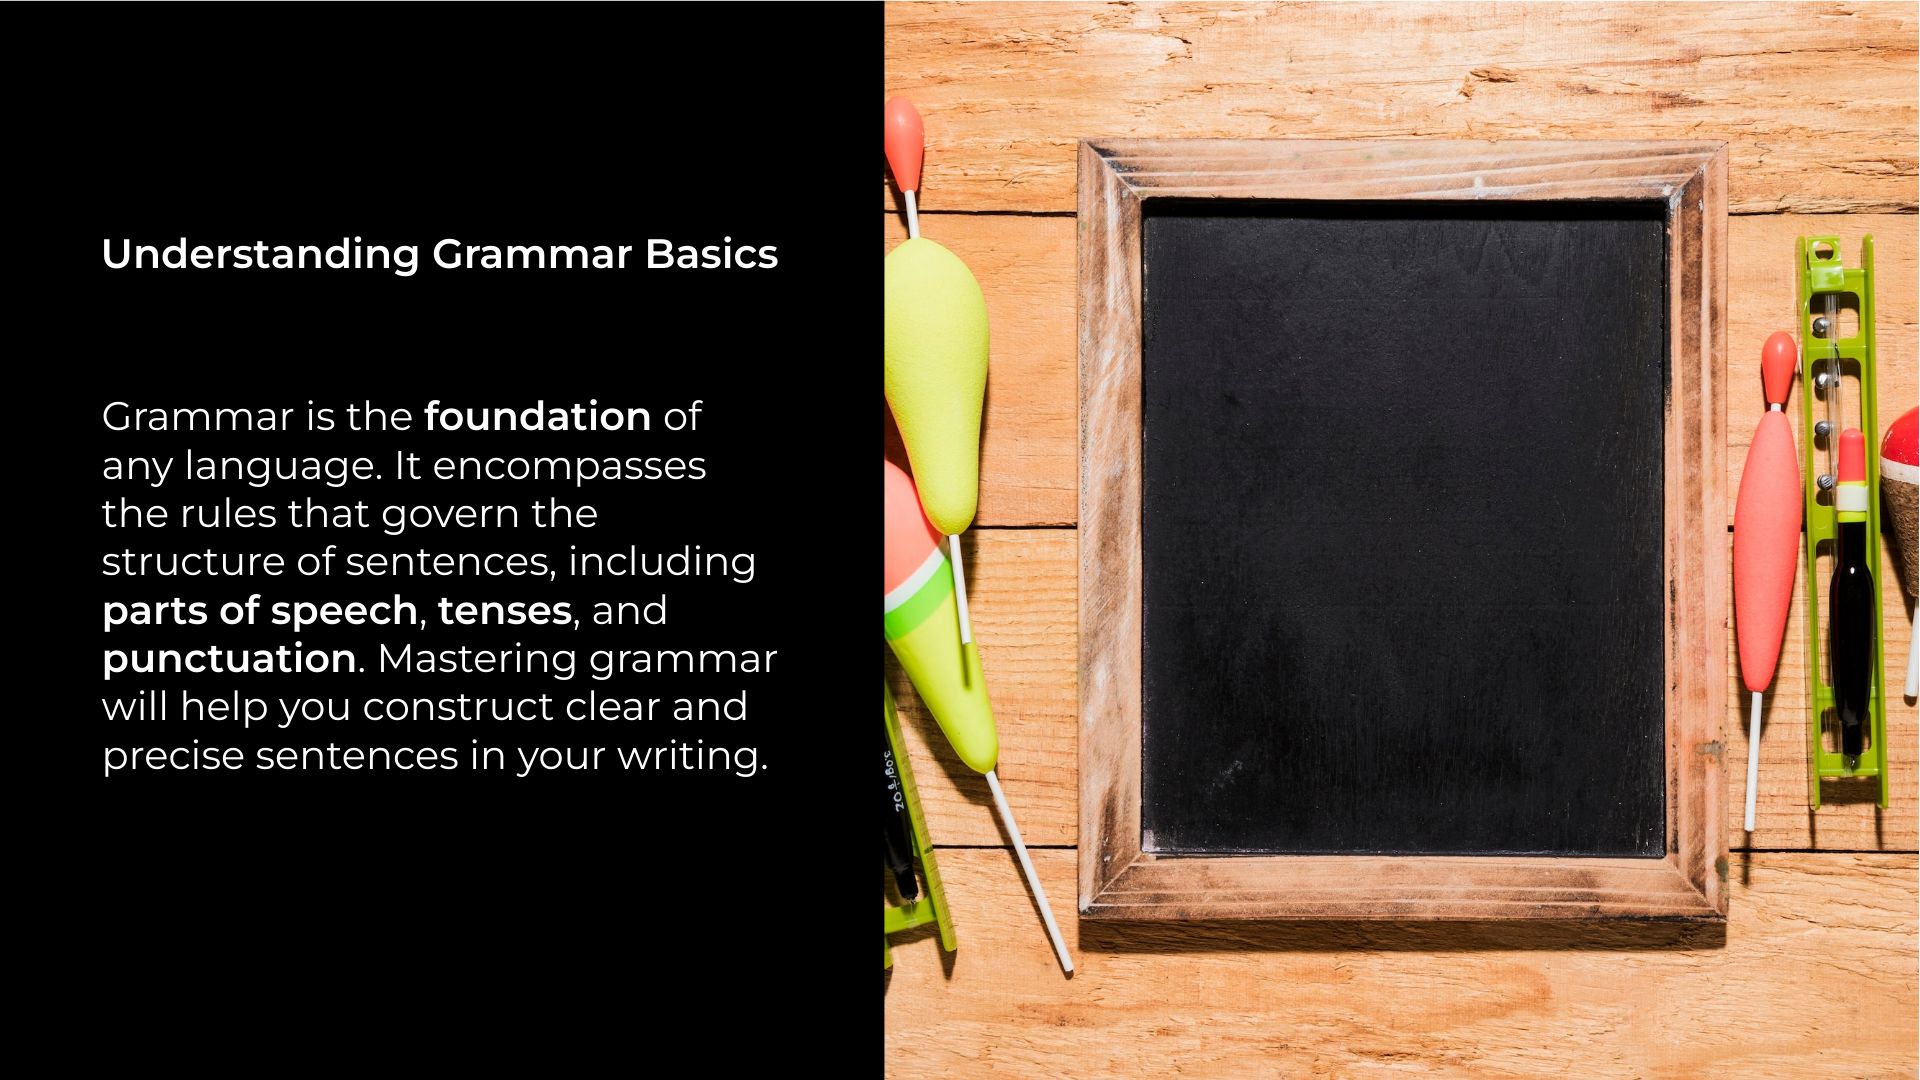 Understanding Grammar Basics
Grammar is the foundation of
any language. It encompasses
the rules that govern the
structure of sentences, including
parts of speech, tenses, and
punctuation. Mastering grammar
will help you construct clear and
precise sentences in your writing.